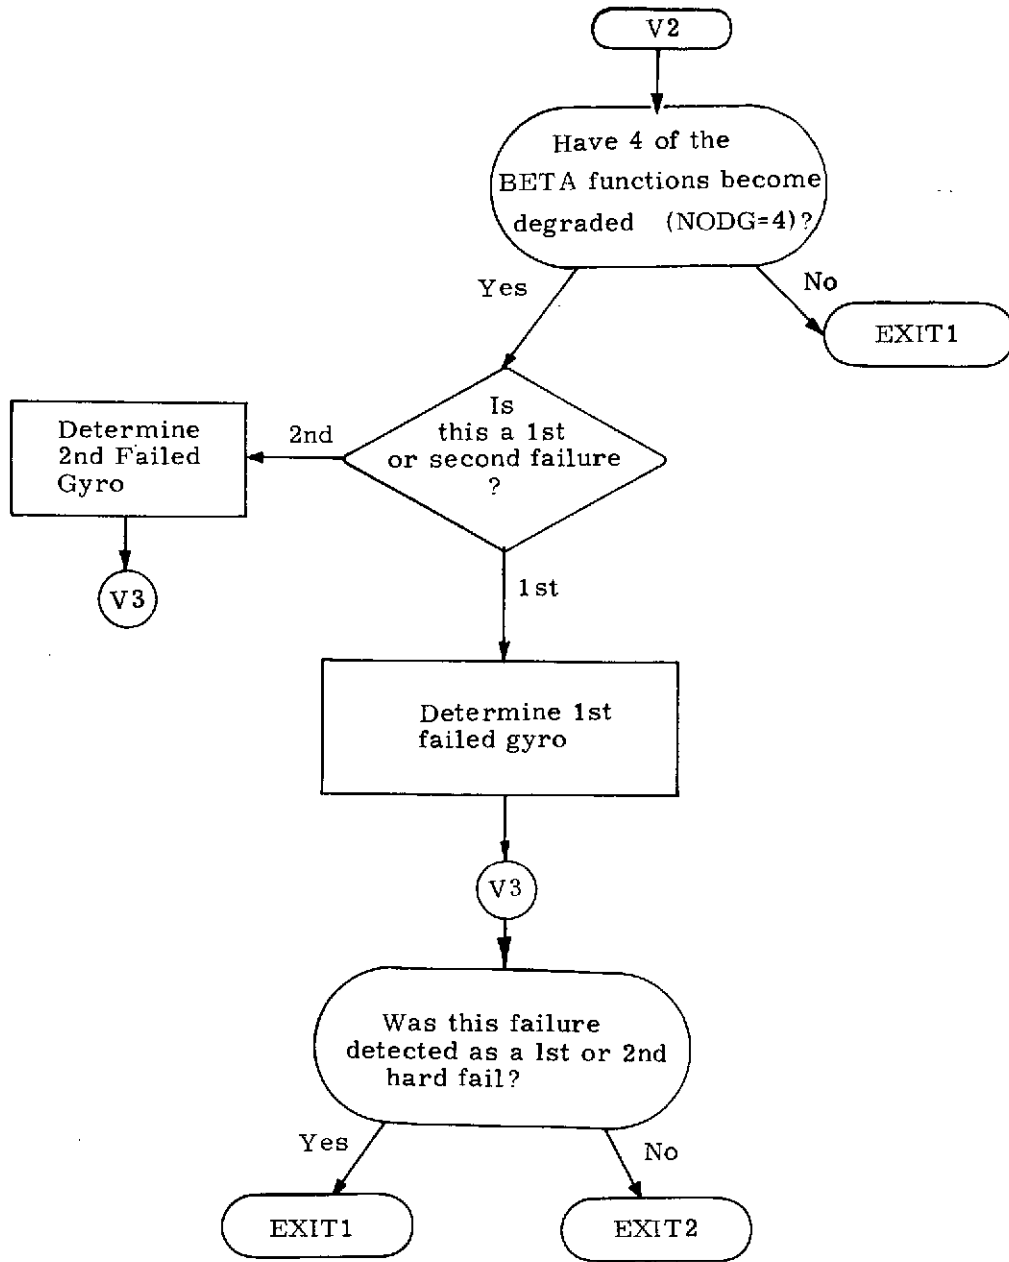 V2
Have 4 of the
BETA functions become
degraded (NODG=4)?
Yes
No
EXIT1
Is
this a 1st
or second failure
?
2nd
Determine
2nd Failed
Gyro
V3
1st
Determine 1st
failed gyro
V3
Was this failure
detected as a 1st or 2nd
hard fail?
Yes
No
EXIT1
EXIT2